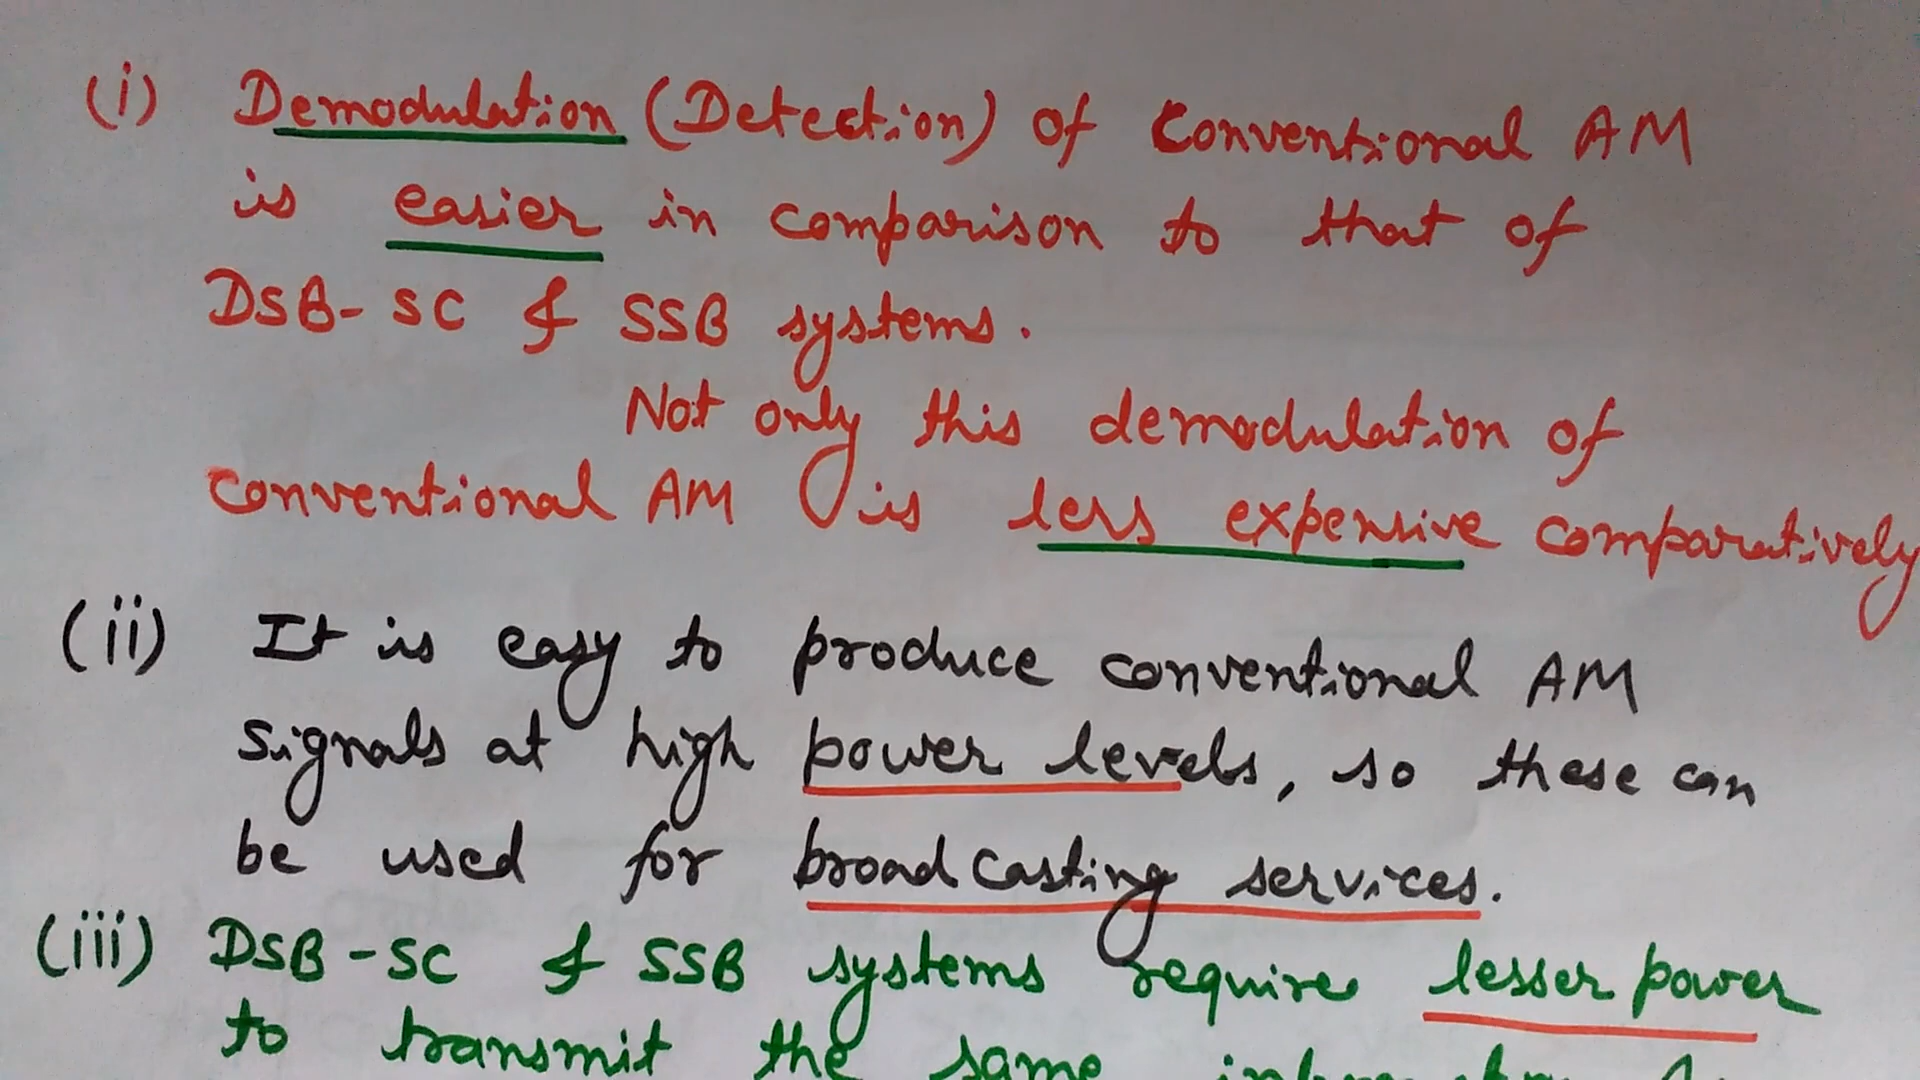 (i) Demodulation (Detection) of Conventional AM
is easier in comparison to that of
DSB-SC & SSB systems.
Not only this demodulation of
conventional AM is less expensive comparatively
(ii) It is easy to produce conventional AM
signals at high power levels, so these can
be used for broadcasting services.
(iii) DSB-SC & SSB systems require lesser power
to transmit the same